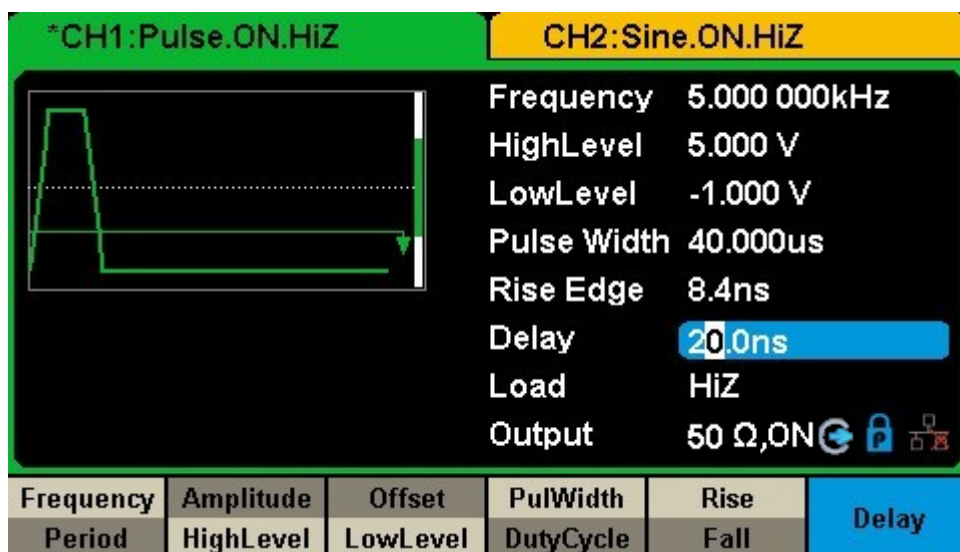 *CH1:Pulse.ON.HiZ CH2:Sine.ON.HiZ
Frequency 5.000 000kHz
HighLevel 5.000 V
LowLevel -1.000 V
Pulse Width 40.000us
Rise Edge 8.4ns
Delay 20.0ns
Load HiZ
Output 50 Ω,ON P
Frequency Amplitude Offset PulWidth Rise Delay
Period HighLevel LowLevel DutyCycle Fall